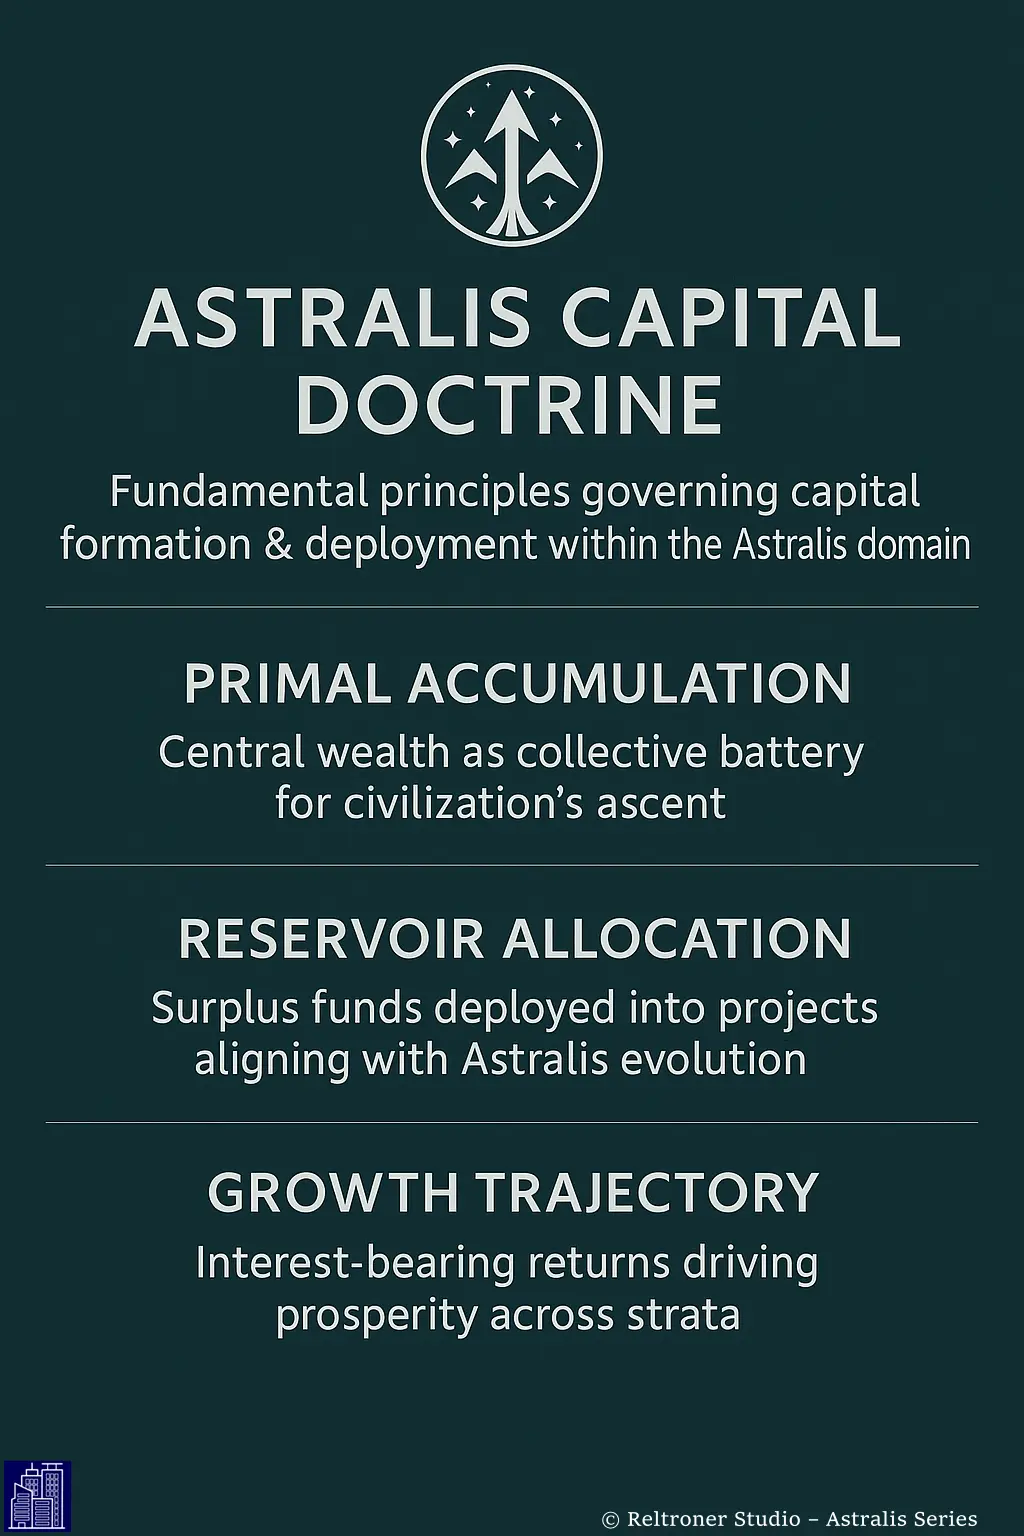 ASTRALIS CAPITAL
DOCTRINE
Fundamental principles governing capital
formation & deployment within the Astralis domain
PRIMAL ACCUMULATION
Central wealth as collective battery
for civilization’s ascent
RESERVOIR ALLOCATION
Surplus funds deployed into projects
aligning with Astralis evolution
GROWTH TRAJECTORY
Interest-bearing returns driving
prosperity across strata
© Reltroner Studio – Astralis Series